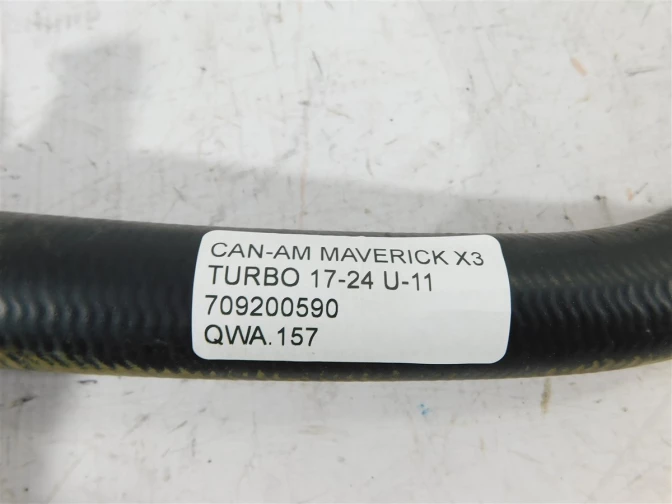 CAN-AM MAVERICK X3
TURBO 17-24 U-11
709200590
QWA.157